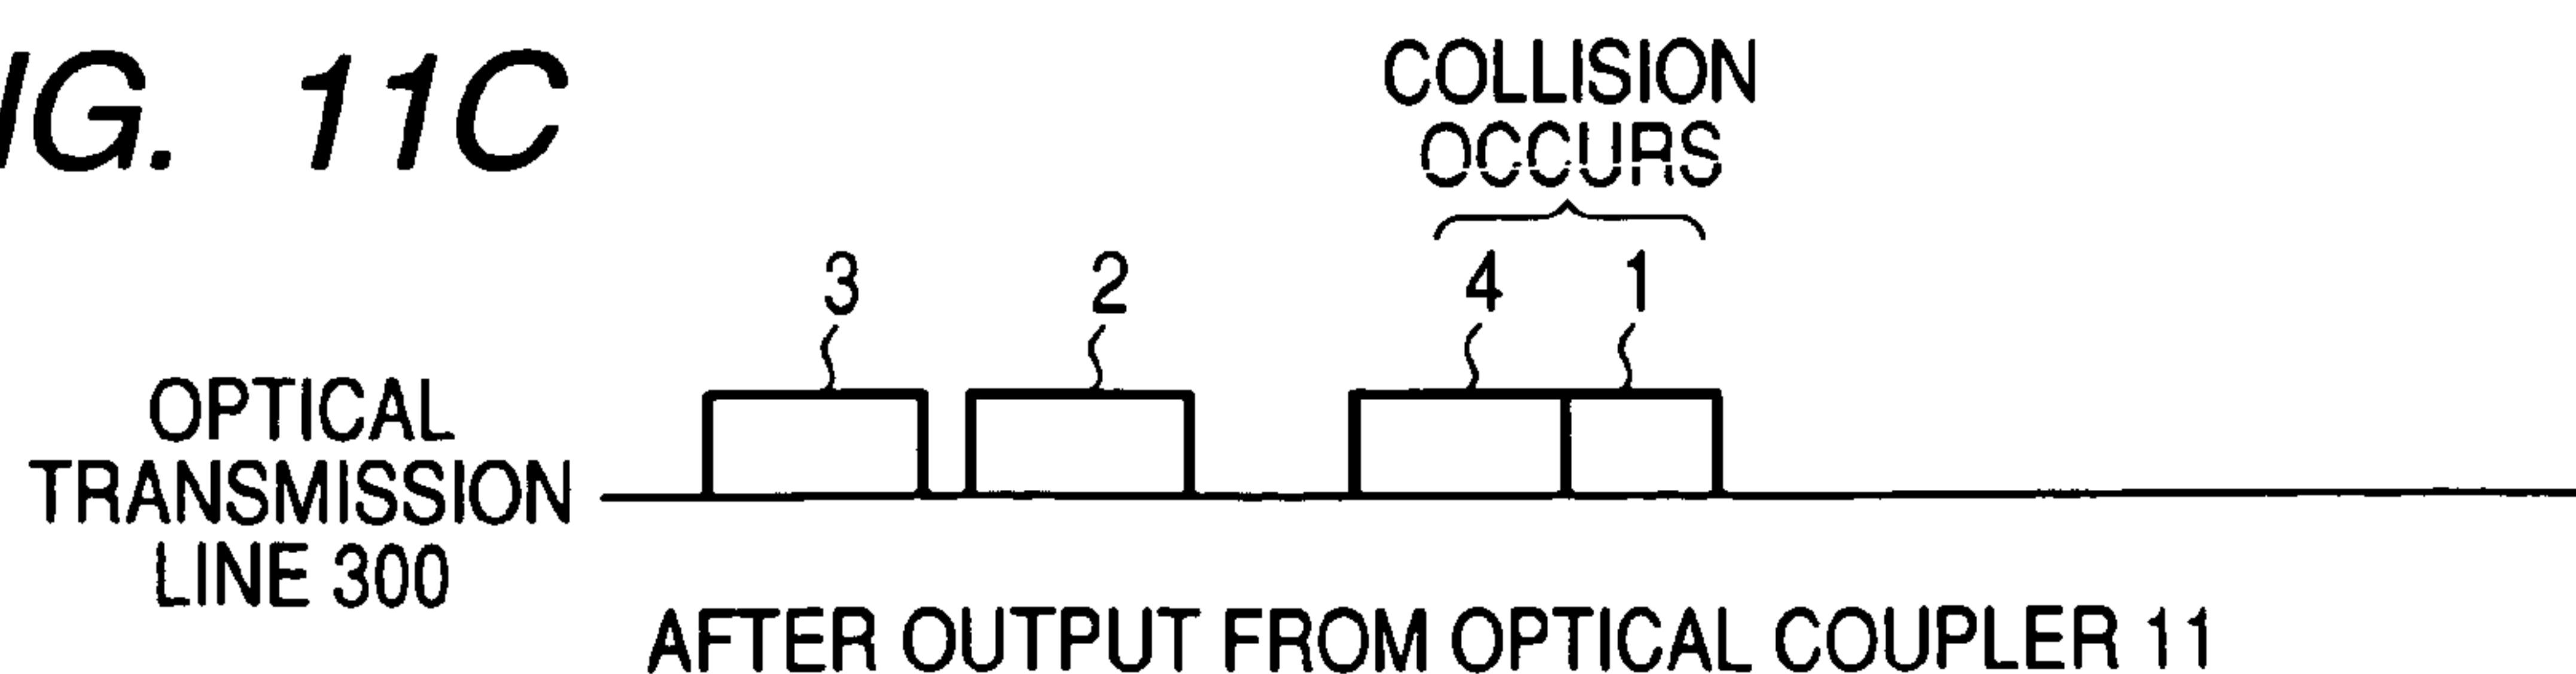 IG. 11C
COLLISION
OCCURS
3 2 4 1
OPTICAL
TRANSMISSION
LINE 300
AFTER OUTPUT FROM OPTICAL COUPLER 11